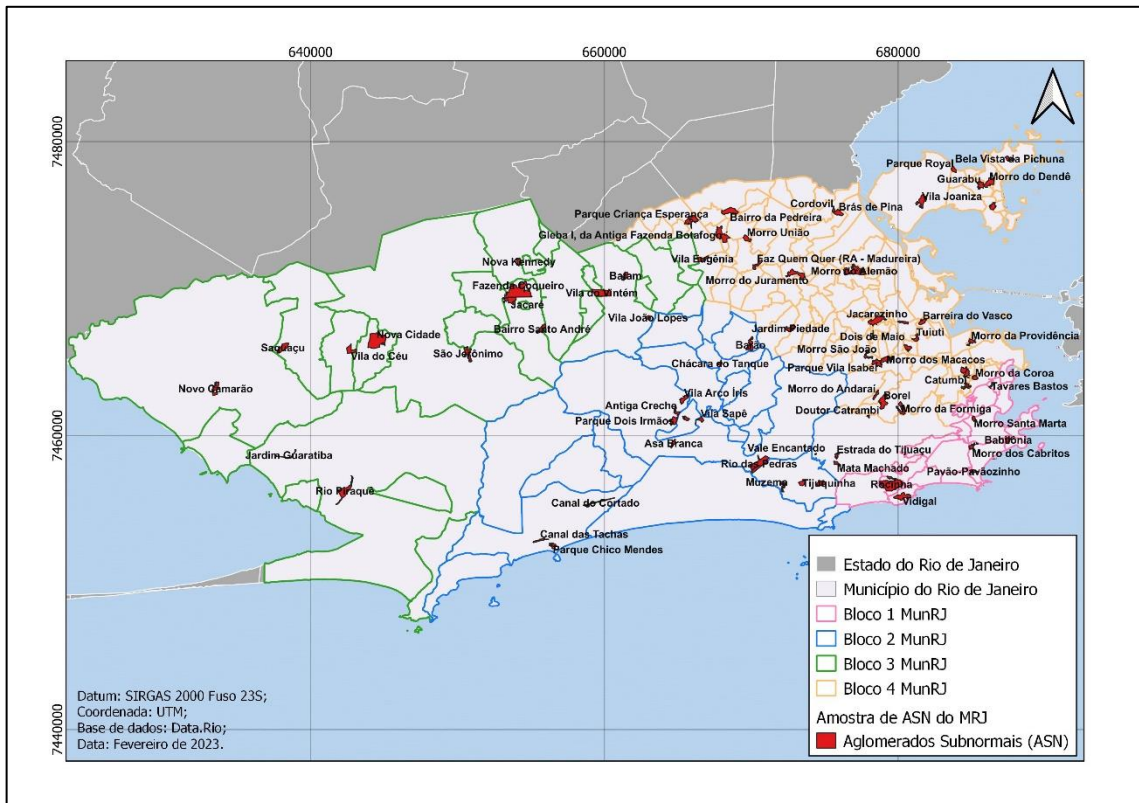 640000
660000
680000
7480000
7460000
7440000
Parque Royal
Bela Vista da Pichuna
Guarabu
Morro do Dendê
Vila Joaniza
Cordovil
Brás de Pina
Parque Criança Esperança
Bairro da Pedreira
Gleba I, da Antiga Fazenda Botafogo
Morro União
Nova Kennedy
Vila Eugênia
Faz Quem Quer (RA - Madureira)
Morro do Alemão
Morro do Juramento
Fazenda Coqueiro
Jacaré
Vila do Vintém
Vila João Lopes
Bairro Santo André
Jacarezinho
Barreira do Vasco
Jardim Piedade
Dois de Maio
Tuiuti
Morro da Providência
Nova Cidade
Saquaçu
Vila do Céu
São Jerônimo
Morro São João
Morro dos Macacos
Chácara do Tanque
Parque Vila Isabel
Morro da Coroa
Catumbi
Tavares Bastos
Novo Camarão
Vila Arco Íris
Morro do Andaraí
Borel
Antiga Creche
Doutor Catrambi
Morro da Formiga
Parque Dois Irmãos
Vila Sapê
Morro Santa Marta
Asa Branca
Vale Encantado
Estrada do Tijuaçu
Babilônia
Morro dos Cabritos
Jardim Guaratiba
Rio das Pedras
Mata Machado
Pavão-Pavãozinho
Rio Piraquê
Muzema
Tijuquinha
Rocinha
Vidigal
Canal do Cortado
Canal das Tachas
Parque Chico Mendes
Estado do Rio de Janeiro
Município do Rio de Janeiro
Bloco 1 MunRJ
Bloco 2 MunRJ
Bloco 3 MunRJ
Bloco 4 MunRJ
Amostra de ASN do MRJ
Aglomerados Subnormais (ASN)
Datum: SIRGAS 2000 Fuso 23S;
Coordenada: UTM;
Base de dados: Data.Rio;
Data: Fevereiro de 2023.